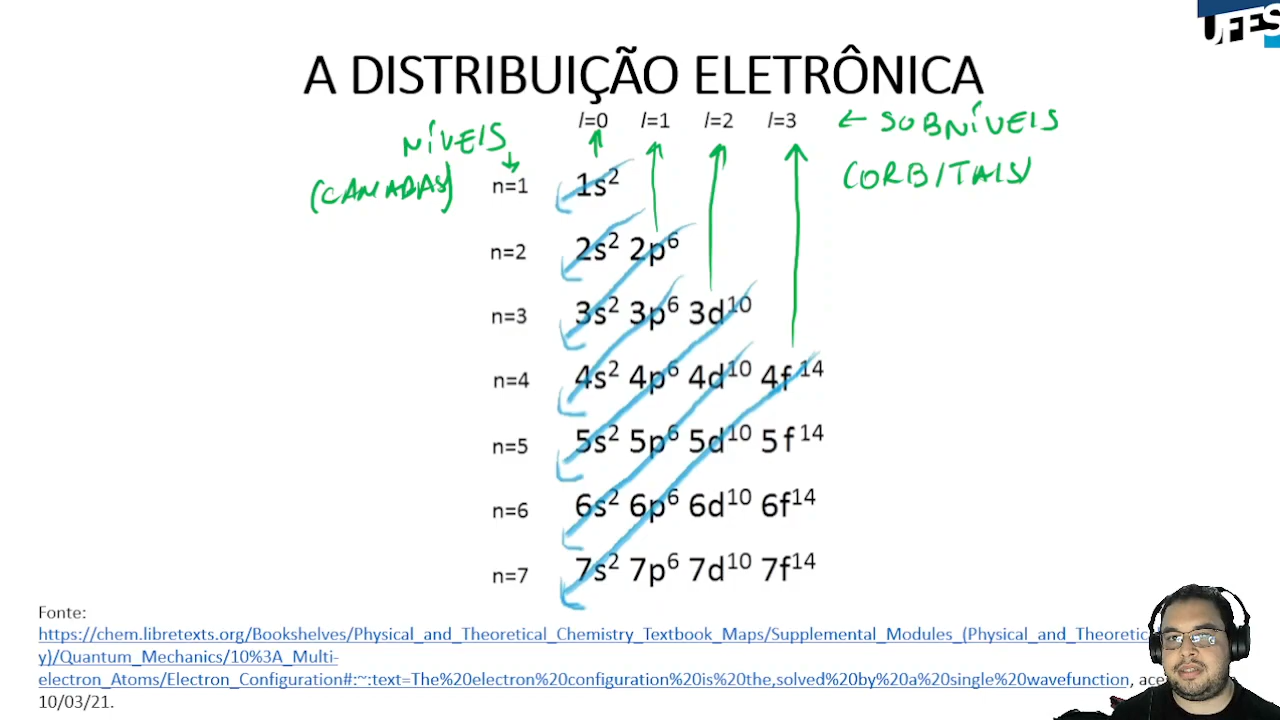 UFES
A DISTRIBUIÇÃO ELETRÔNICA
l=0 l=1 l=2 l=3 ← SUBNÍVEIS
NÍVEIS
(CAMADAS) n=1 1s² (ORBITAIS)
n=2 2s² 2p⁶
n=3 3s² 3p⁶ 3d¹⁰
n=4 4s² 4p⁶ 4d¹⁰ 4f¹⁴
n=5 5s² 5p⁶ 5d¹⁰ 5f¹⁴
n=6 6s² 6p⁶ 6d¹⁰ 6f¹⁴
n=7 7s² 7p⁶ 7d¹⁰ 7f¹⁴
Fonte:
https://chem.libretexts.org/Bookshelves/Physical_and_Theoretical_Chemistry_Textbook_Maps/Supplemental_Modules_(Physical_and_Theoretic
y)/Quantum_Mechanics/10%3A_Multi-
electron_Atoms/Electron_Configuration#:~:text=The%20electron%20configuration%20is%20the,solved%20by%20a%20single%20wavefunction, ace
10/03/21.